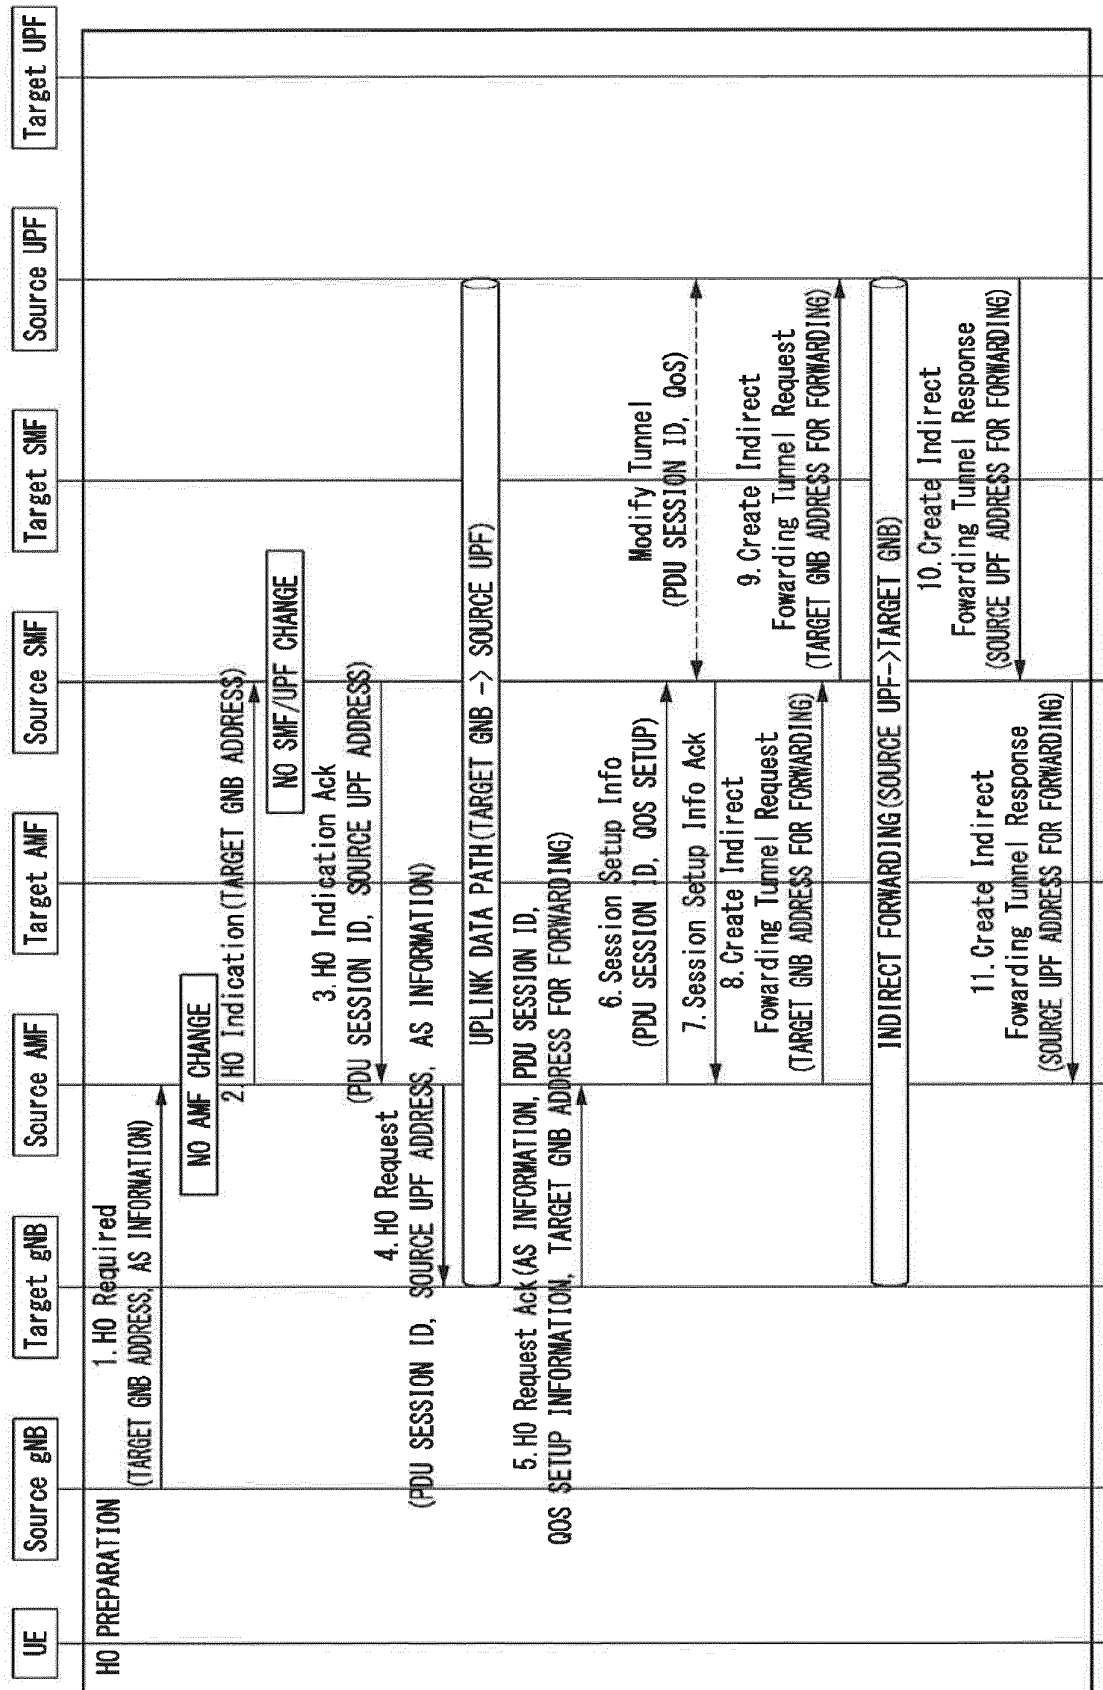 UE
Source gNB
Target gNB
Source AMF
Target AMF
Source SMF
Target SMF
Source UPF
Target UPF
HO PREPARATION
1. HO Required
(TARGET GNB ADDRESS, AS INFORMATION)
NO AMF CHANGE
2. HO Indication(TARGET GNB ADDRESS)
NO SMF/UPF CHANGE
3. HO Indication Ack
(PDU SESSION ID, SOURCE UPF ADDRESS)
4. HO Request
(PDU SESSION ID, SOURCE UPF ADDRESS, AS INFORMATION)
UPLINK DATA PATH(TARGET GNB -> SOURCE UPF)
5. HO Request Ack(AS INFORMATION, PDU SESSION ID,
QOS SETUP INFORMATION, TARGET GNB ADDRESS FOR FORWARDING)
6. Session Setup Info
(PDU SESSION ID, QOS SETUP)
Modify Tunnel
(PDU SESSION ID, QoS)
7. Session Setup Info Ack
8. Create Indirect
Fowarding Tunnel Request
(TARGET GNB ADDRESS FOR FORWARDING)
9. Create Indirect
Fowarding Tunnel Request
(TARGET GNB ADDRESS FOR FORWARDING)
INDIRECT FORWARDING(SOURCE UPF->TARGET GNB)
10. Create Indirect
Fowarding Tunnel Response
(SOURCE UPF ADDRESS FOR FORWARDING)
11. Create Indirect
Fowarding Tunnel Response
(SOURCE UPF ADDRESS FOR FORWARDING)